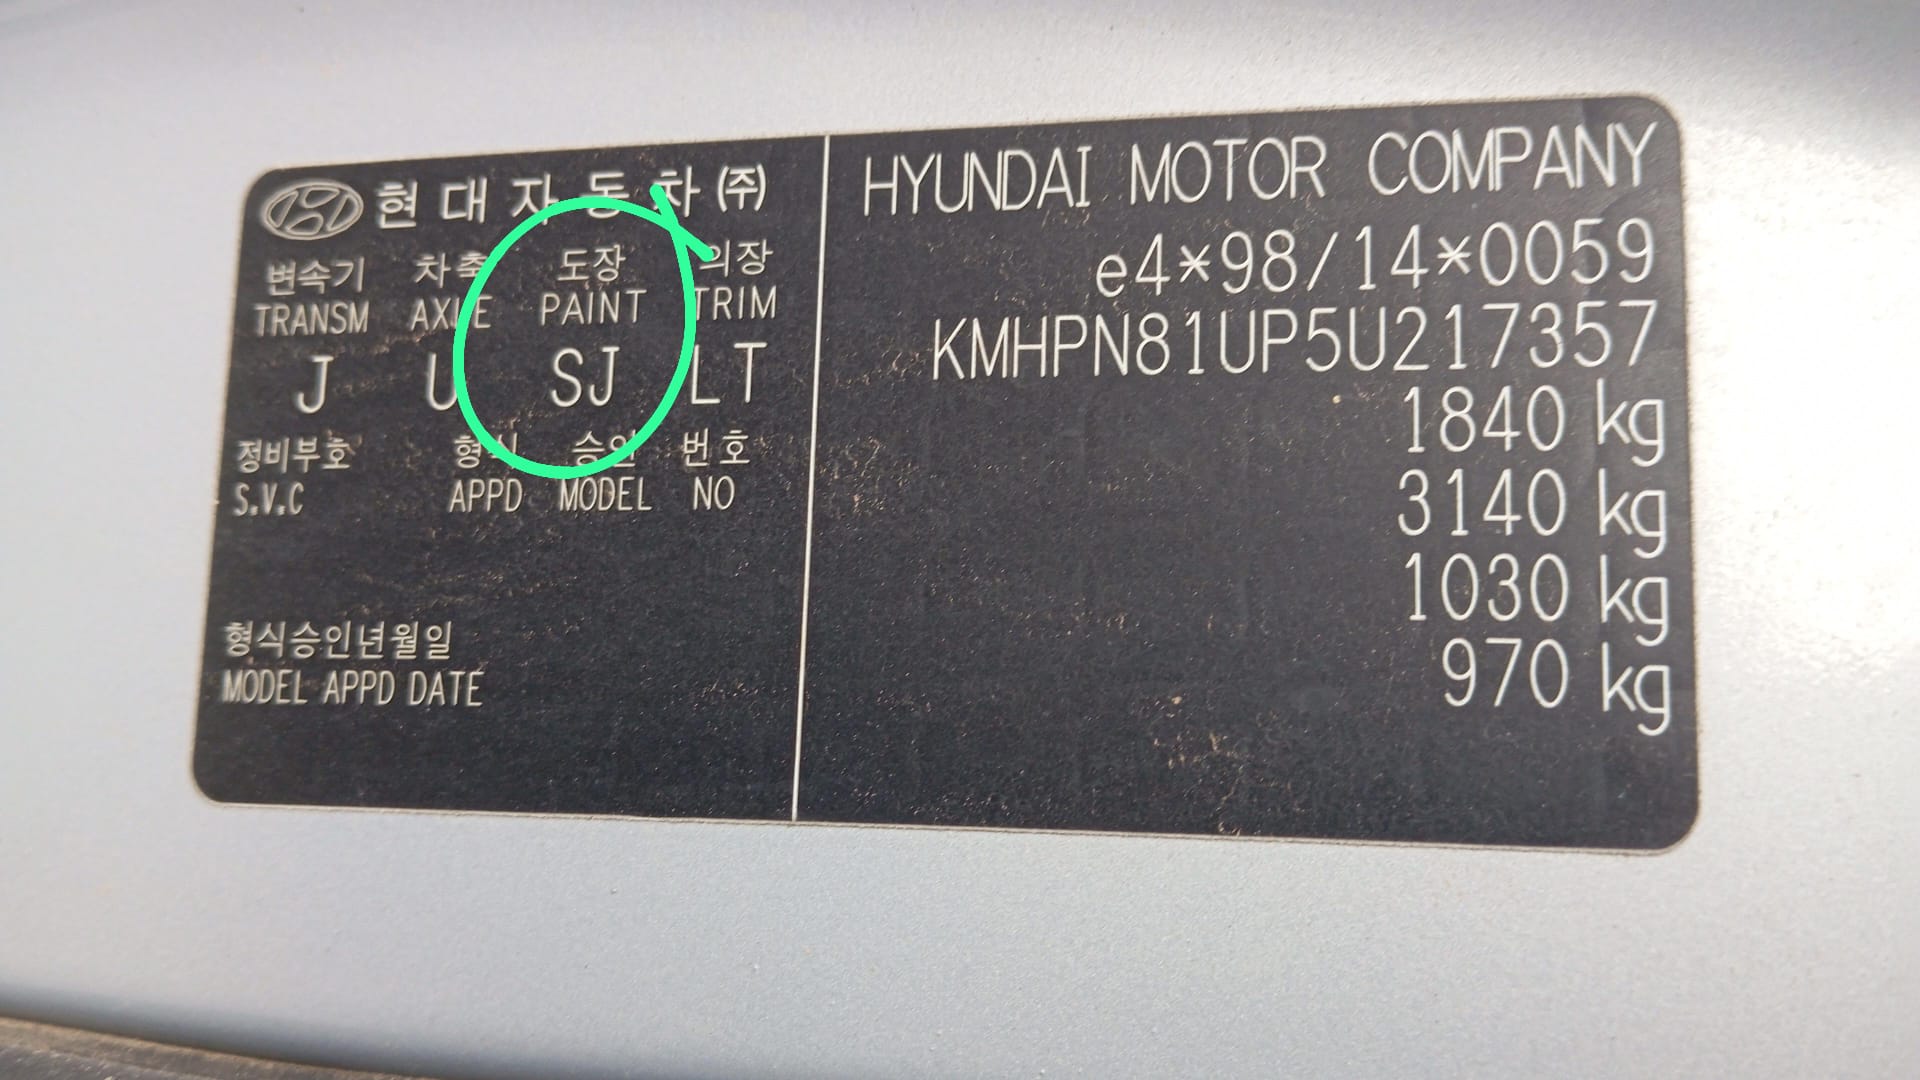 현대자동차(주)
변속기 차축 도장 의장
TRANSM AXLE PAINT TRIM
J U SJ LT
정비부호 형식 승인 번호
S.V.C APPD MODEL NO
형식승인년월일
MODEL APPD DATE
HYUNDAI MOTOR COMPANY
e4*98/14*0059
KMHPN81UP5U217357
1840 kg
3140 kg
1030 kg
970 kg